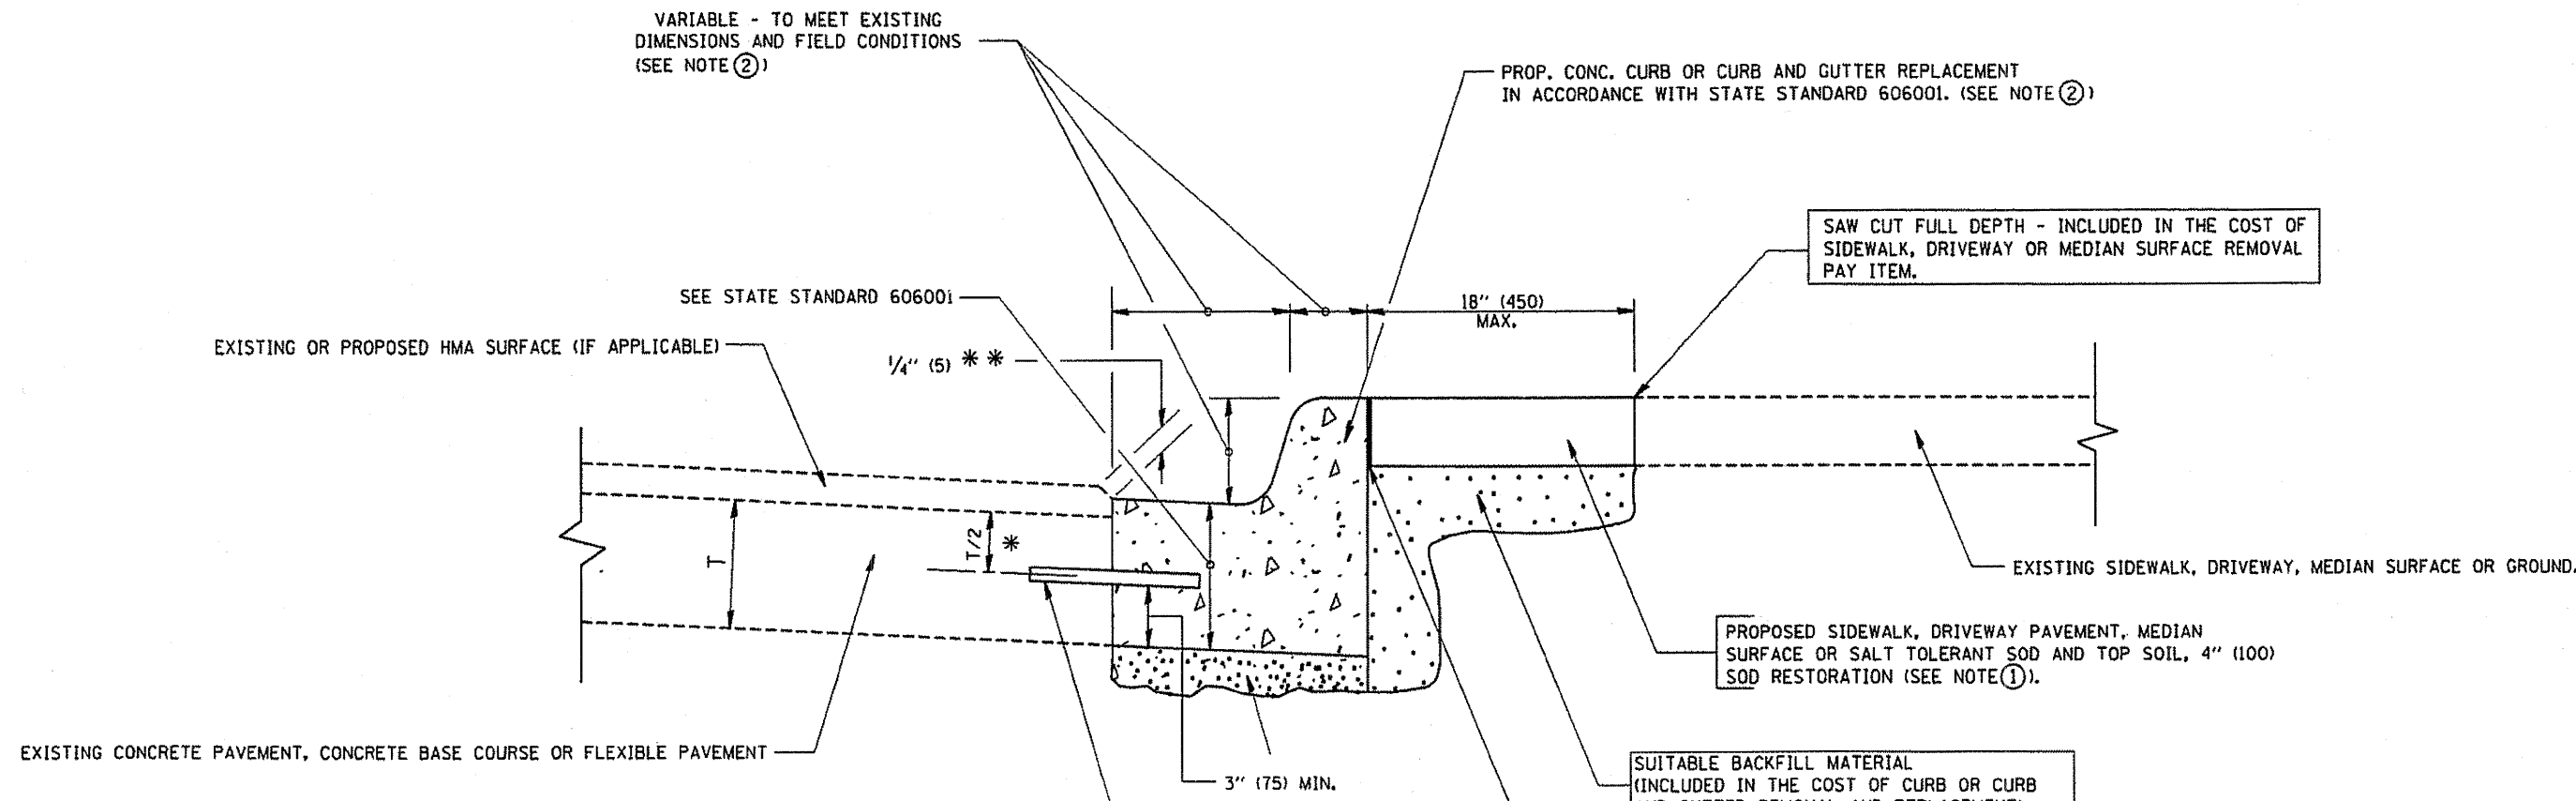 VARIABLE - TO MEET EXISTING
DIMENSIONS AND FIELD CONDITIONS
(SEE NOTE ②)
PROP. CONC. CURB OR CURB AND GUTTER REPLACEMENT
IN ACCORDANCE WITH STATE STANDARD 606001. (SEE NOTE ②)
SAW CUT FULL DEPTH - INCLUDED IN THE COST OF
SIDEWALK, DRIVEWAY OR MEDIAN SURFACE REMOVAL
PAY ITEM.
SEE STATE STANDARD 606001
18" (450)
MAX.
EXISTING OR PROPOSED HMA SURFACE (IF APPLICABLE)
1/4" (5) * *
T
T/2 *
EXISTING SIDEWALK, DRIVEWAY, MEDIAN SURFACE OR GROUND.
PROPOSED SIDEWALK, DRIVEWAY PAVEMENT, MEDIAN
SURFACE OR SALT TOLERANT SOD AND TOP SOIL, 4" (100)
SOD RESTORATION (SEE NOTE ①).
EXISTING CONCRETE PAVEMENT, CONCRETE BASE COURSE OR FLEXIBLE PAVEMENT
3" (75) MIN.
SUITABLE BACKFILL MATERIAL
(INCLUDED IN THE COST OF CURB OR CURB
AND GUTTER REMOVAL AND REPLACEMENT)